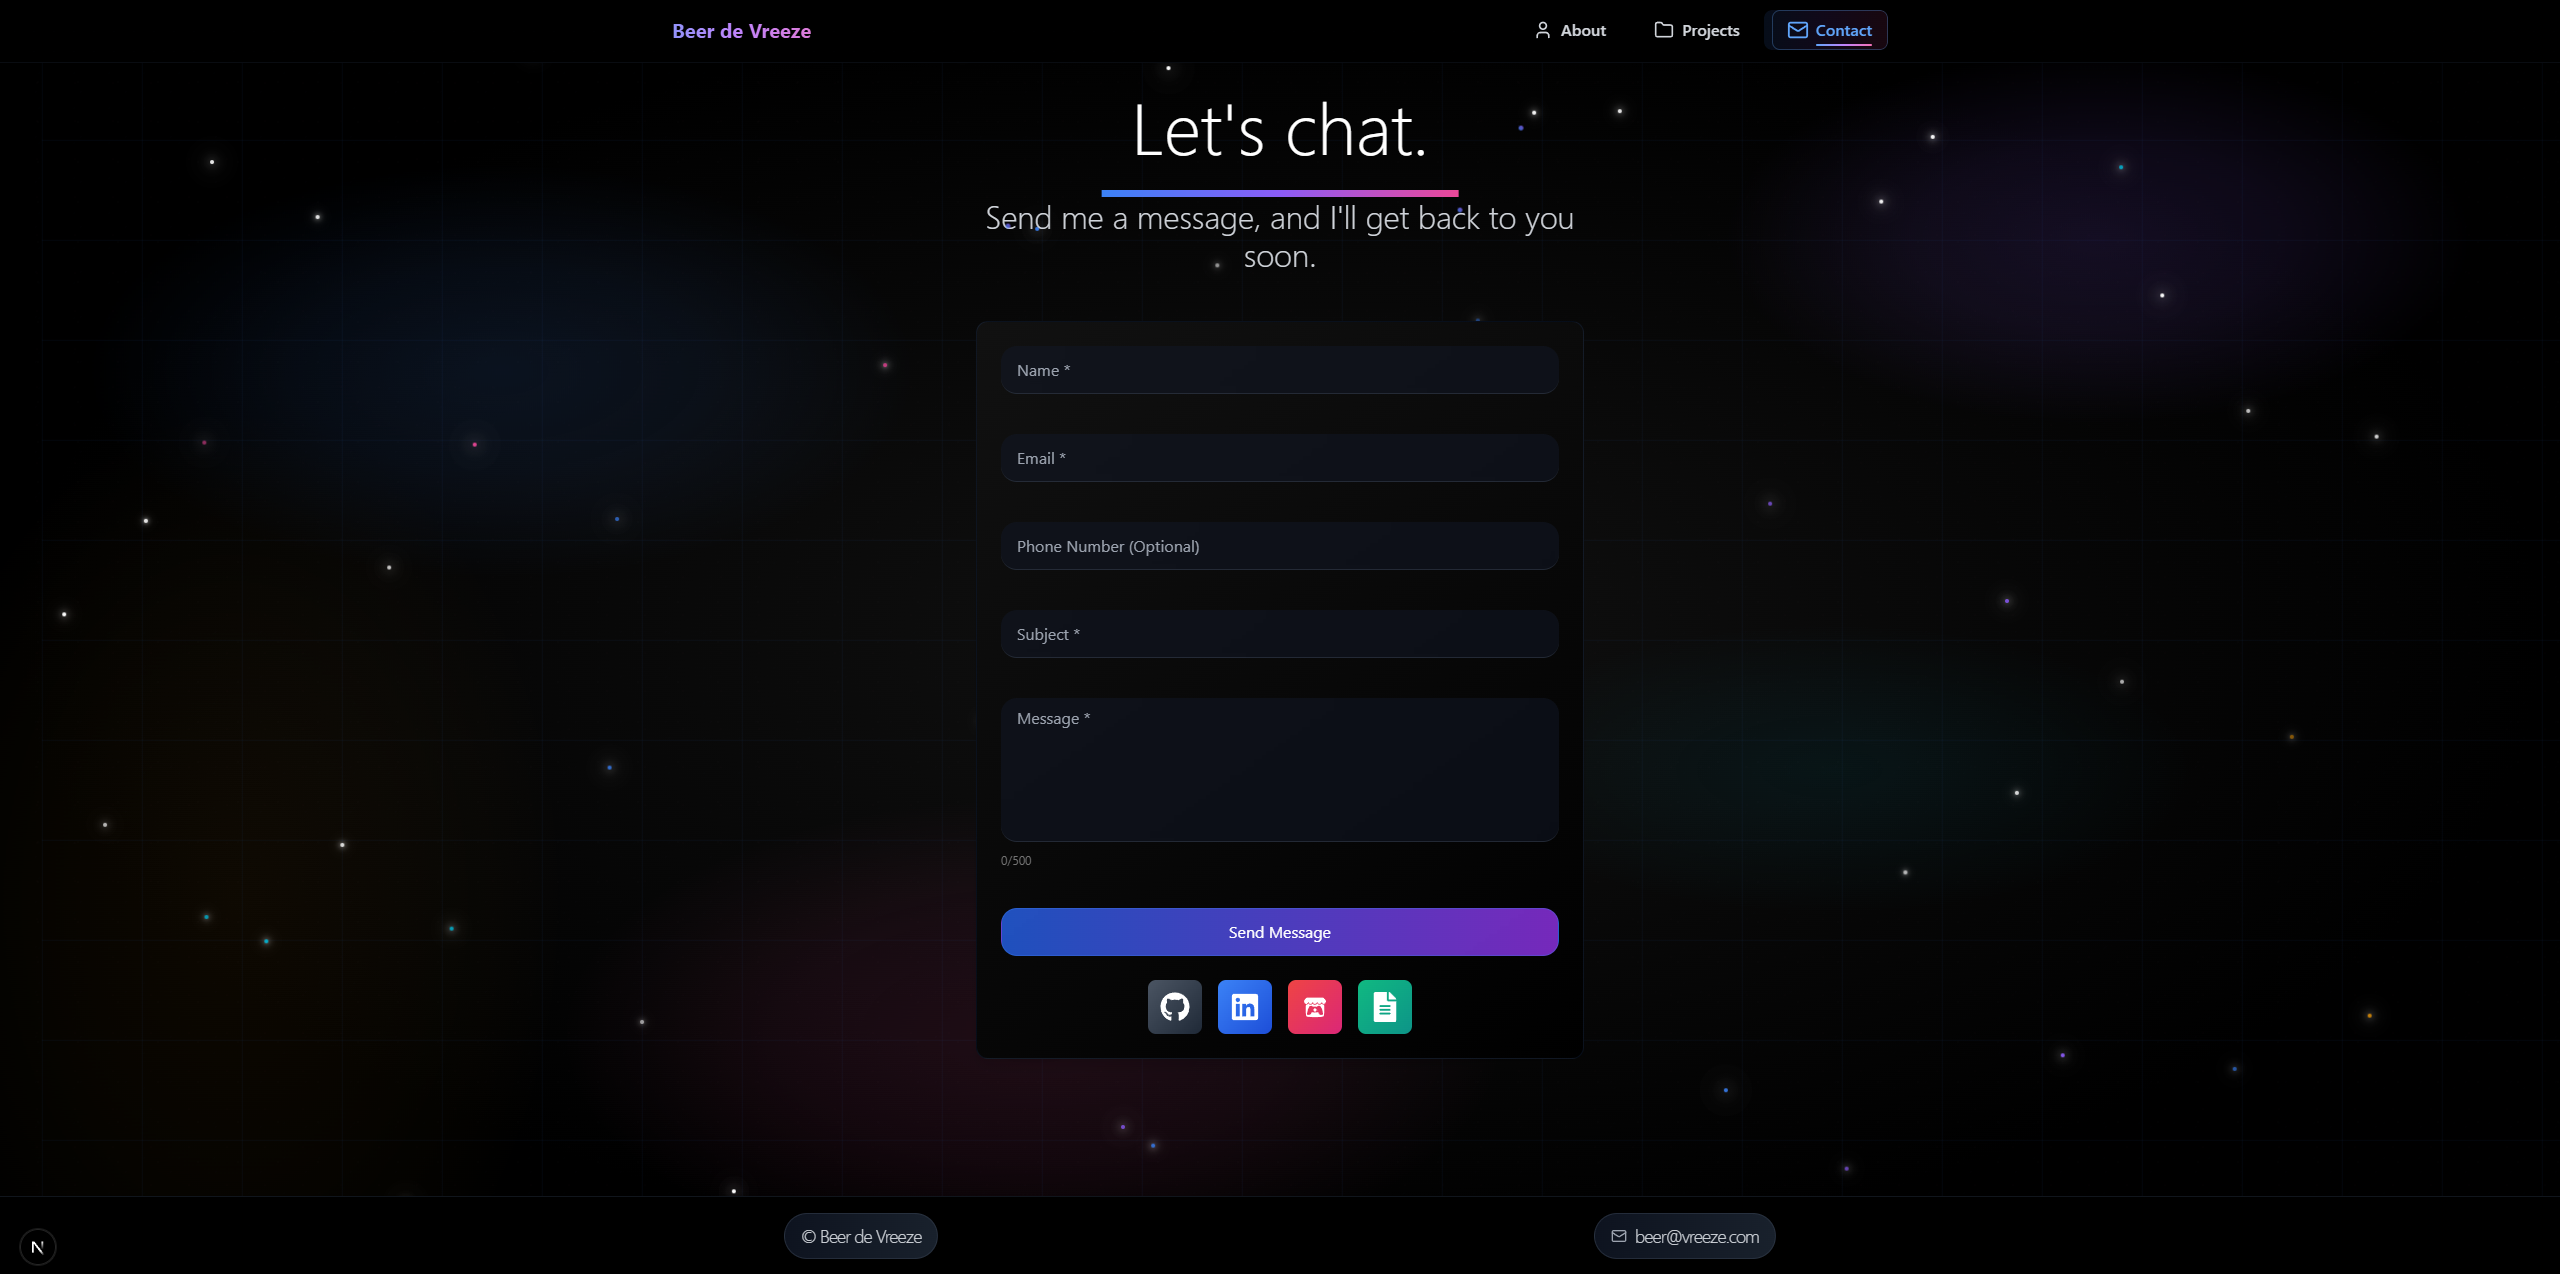 Beer de Vreeze
About
Projects
Contact
Let's chat.
Send me a message, and I'll get back to you
soon.
Name *
Email *
Phone Number (Optional)
Subject *
Message *
0/500
Send Message
in
N
© Beer de Vreeze
beer@vreeze.com